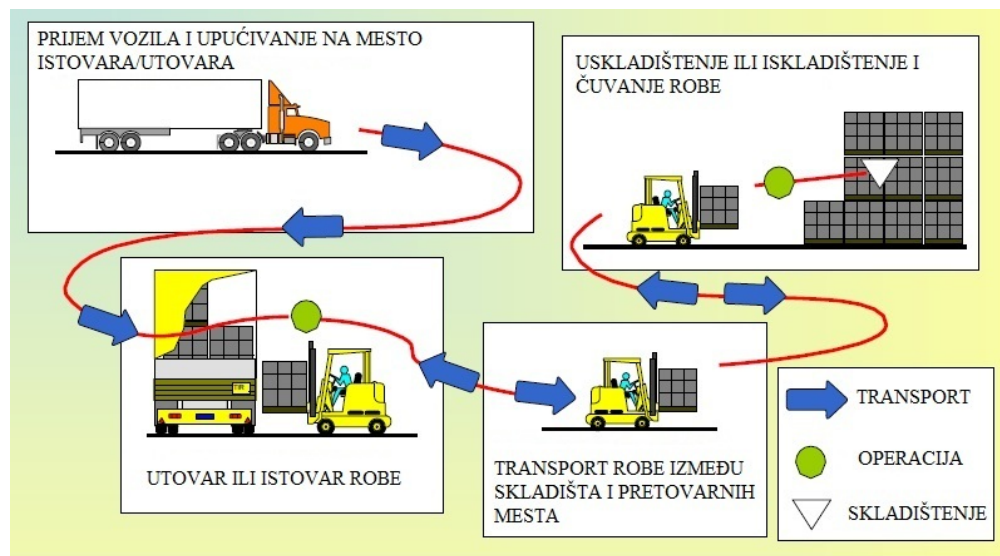 PRIJEM VOZILA I UPUĆIVANJE NA MESTO
ISTOVARA/UTOVARA
USKLADIŠTENJE ILI ISKLADIŠTENJE I
ČUVANJE ROBE
TIR
UTOVAR ILI ISTOVAR ROBE
TRANSPORT ROBE IZMEĐU
SKLADIŠTA I PRETOVARNIH
MESTA
TRANSPORT
OPERACIJA
SKLADIŠTENJE